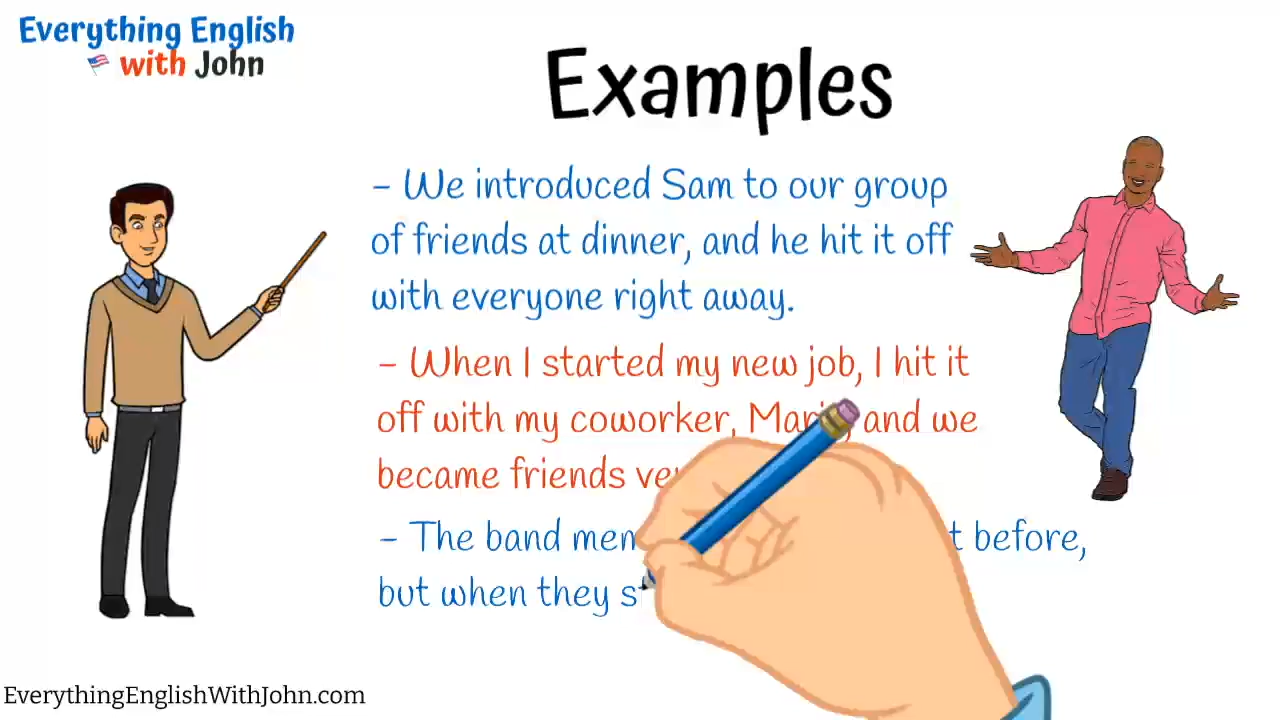 Everything English
with John
Examples
- We introduced Sam to our group
of friends at dinner, and he hit it off
with everyone right away.
- When I started my new job, I hit it
off with my coworker, and we
became friends
- The band before,
but when they
EverythingEnglishWithJohn.com